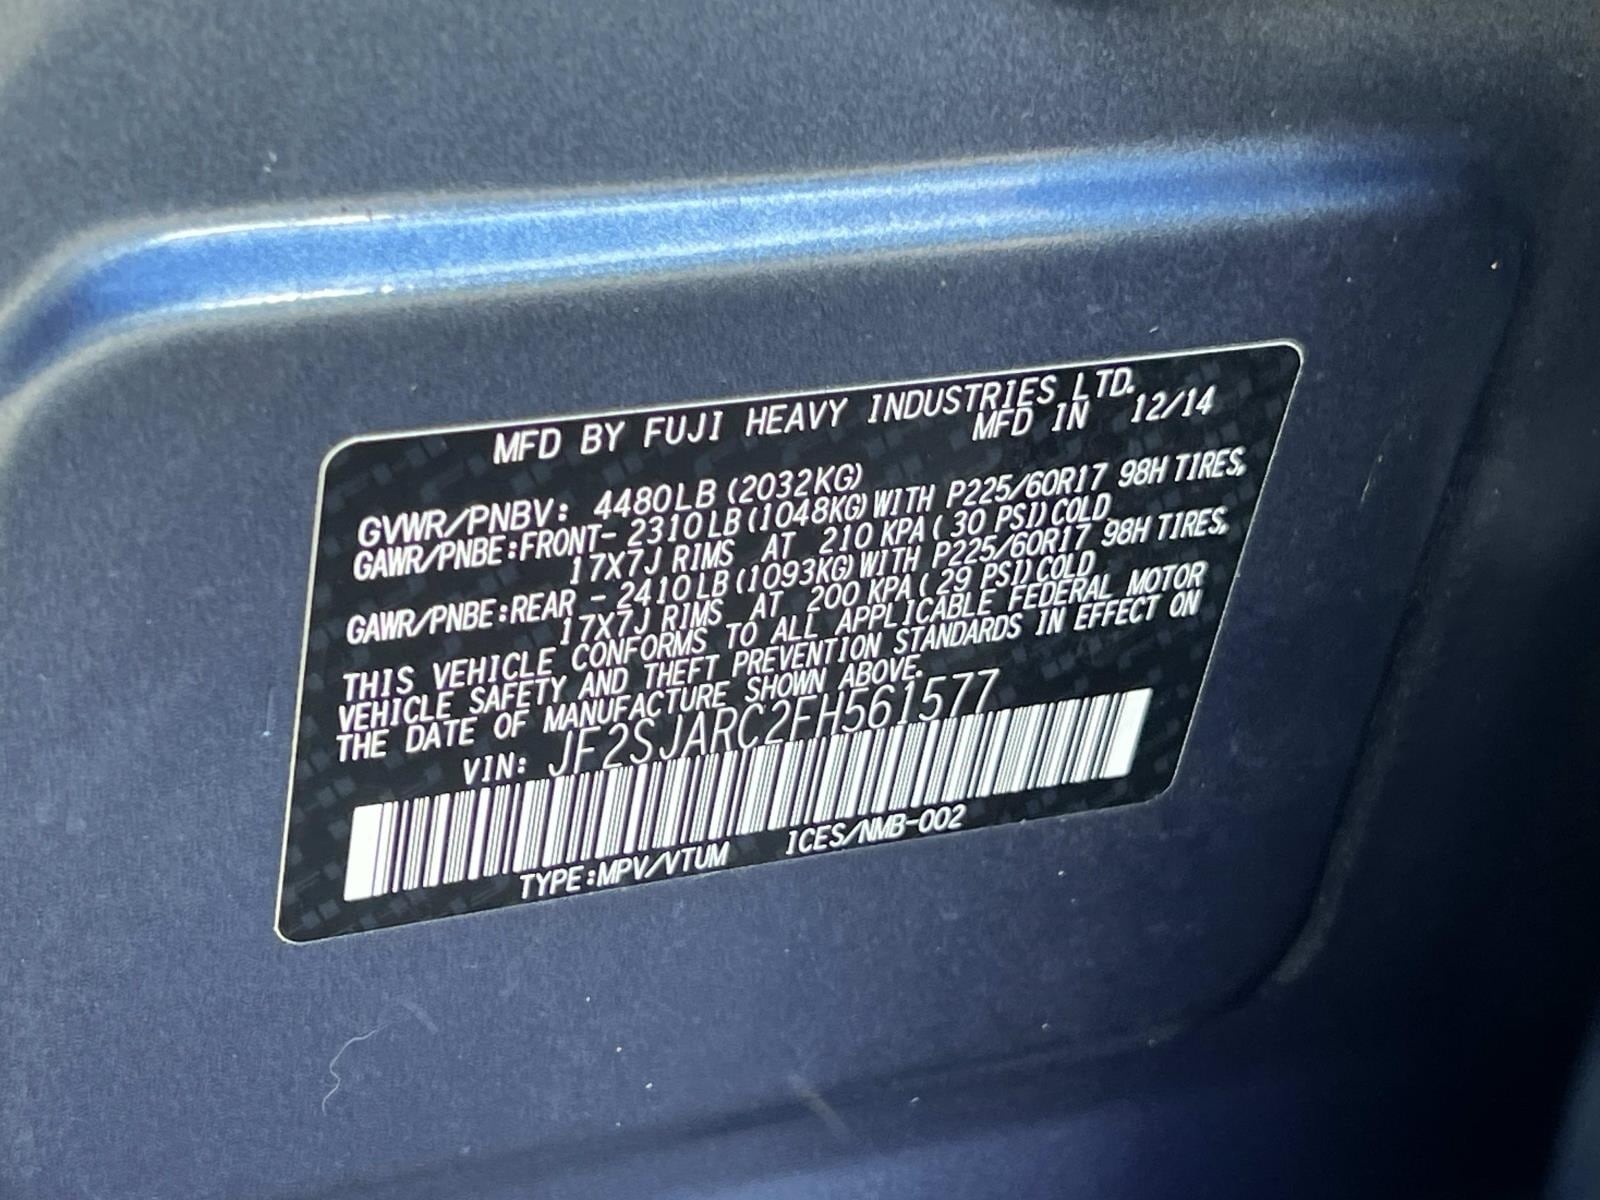 MFD BY FUJI HEAVY INDUSTRIES LTD.
MFD IN 12/14
GVWR/PNBV: 4480LB (2032KG)
GAWR/PNBE:FRONT- 2310LB (1048KG) WITH P225/60R17 98H TIRES,
17X7J RIMS AT 210 KPA ( 30 PSI) COLD
GAWR/PNBE:REAR - 2410LB (1093KG) WITH P225/60R17 98H TIRES,
17X7J RIMS AT 200 KPA ( 29 PSI) COLD
THIS VEHICLE CONFORMS TO ALL APPLICABLE FEDERAL MOTOR
VEHICLE SAFETY AND THEFT PREVENTION STANDARDS IN EFFECT ON
THE DATE OF MANUFACTURE SHOWN ABOVE.
VIN: JF2SJARC2FH561577
TYPE:MPV/VTUM ICES/NMB-002